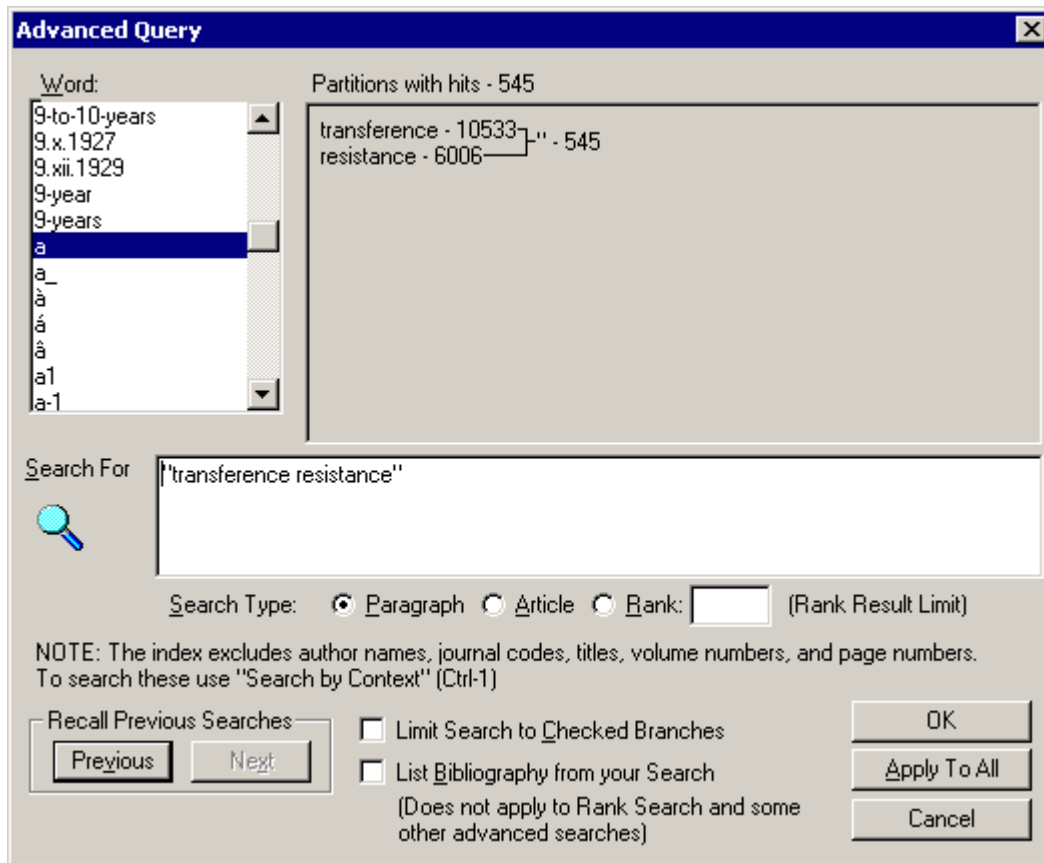 Advanced Query
Word:
Partitions with hits - 545
9-to-10-years
9.x.1927
9.xii.1929
9-year
9-years
a
a_
à
á
â
a1
a-1
transference - 10533
resistance - 6006
" - 545
Search For
"transference resistance"
Search Type: Paragraph Article Rank: (Rank Result Limit)
NOTE: The index excludes author names, journal codes, titles, volume numbers, and page numbers.
To search these use "Search by Context" (Ctrl-1)
Recall Previous Searches
Previous Next
Limit Search to Checked Branches
List Bibliography from your Search
(Does not apply to Rank Search and some
other advanced searches)
OK
Apply To All
Cancel